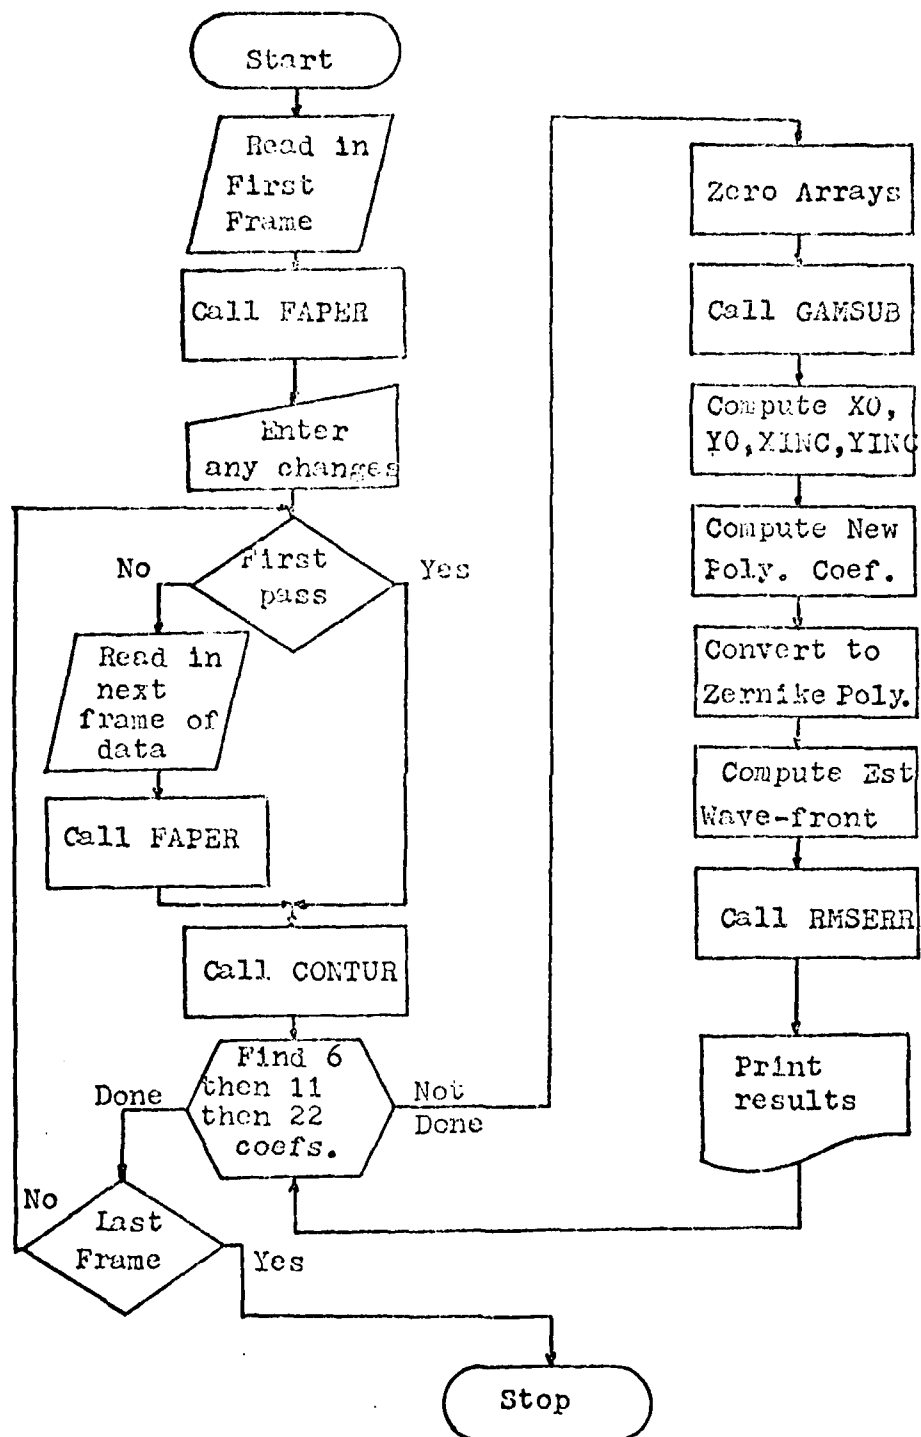 Start
Read in
First
Frame
Call FAPER
Enter
any changes
First
pass
No
Yes
Read in
next
frame of
data
Call FAPER
Call CONTUR
Find 6
then 11
then 22
coefs.
Done
Not
Done
Last
Frame
No
Yes
Stop
Zero Arrays
Call GAMSUB
Compute XO,
YO,XINC,YINC
Compute New
Poly. Coef.
Convert to
Zernike Poly.
Compute Est
Wave-front
Call RMSERR
Print
results